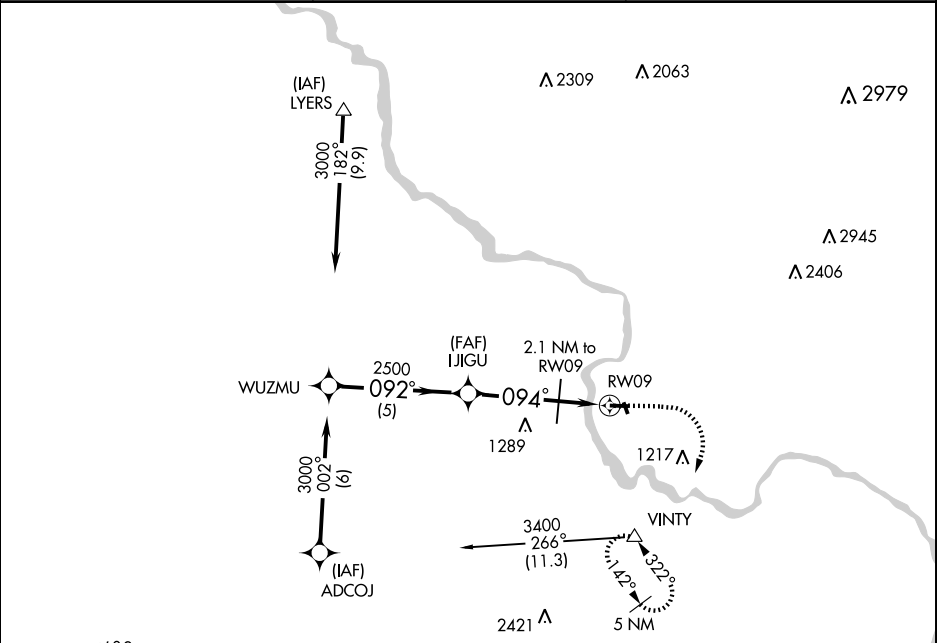 (IAF)
LYERS
3000
182°
(9.9)
2309
2063
2979
2945
2406
(FAF)
IJIGU
2.1 NM to
RW09
WUZMU
2500
092°
(5)
094°
RW09
1289
1217
3000
002°
(6)
(IAF)
ADCOJ
VINTY
3400
266°
(11.3)
142°
322°
5 NM
2421